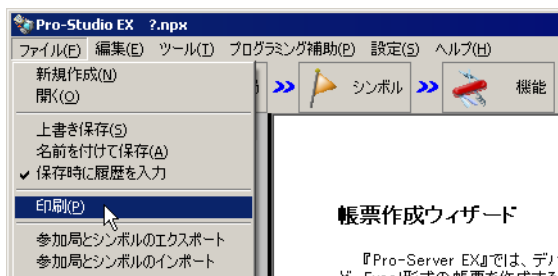 Pro-Studio EX ?.npx
ファイル(F) 編集(E) ツール(T) プログラミング補助(P) 設定(S) ヘルプ(H)
新規作成(N)
開く(O)
上書き保存(S)
名前を付けて保存(A)
保存時に履歴を入力
印刷(P)
参加局とシンボルのエクスポート
参加局とシンボルのインポート
シンボル
機能
帳票作成ウィザード
『Pro-Server EX』では、デバ